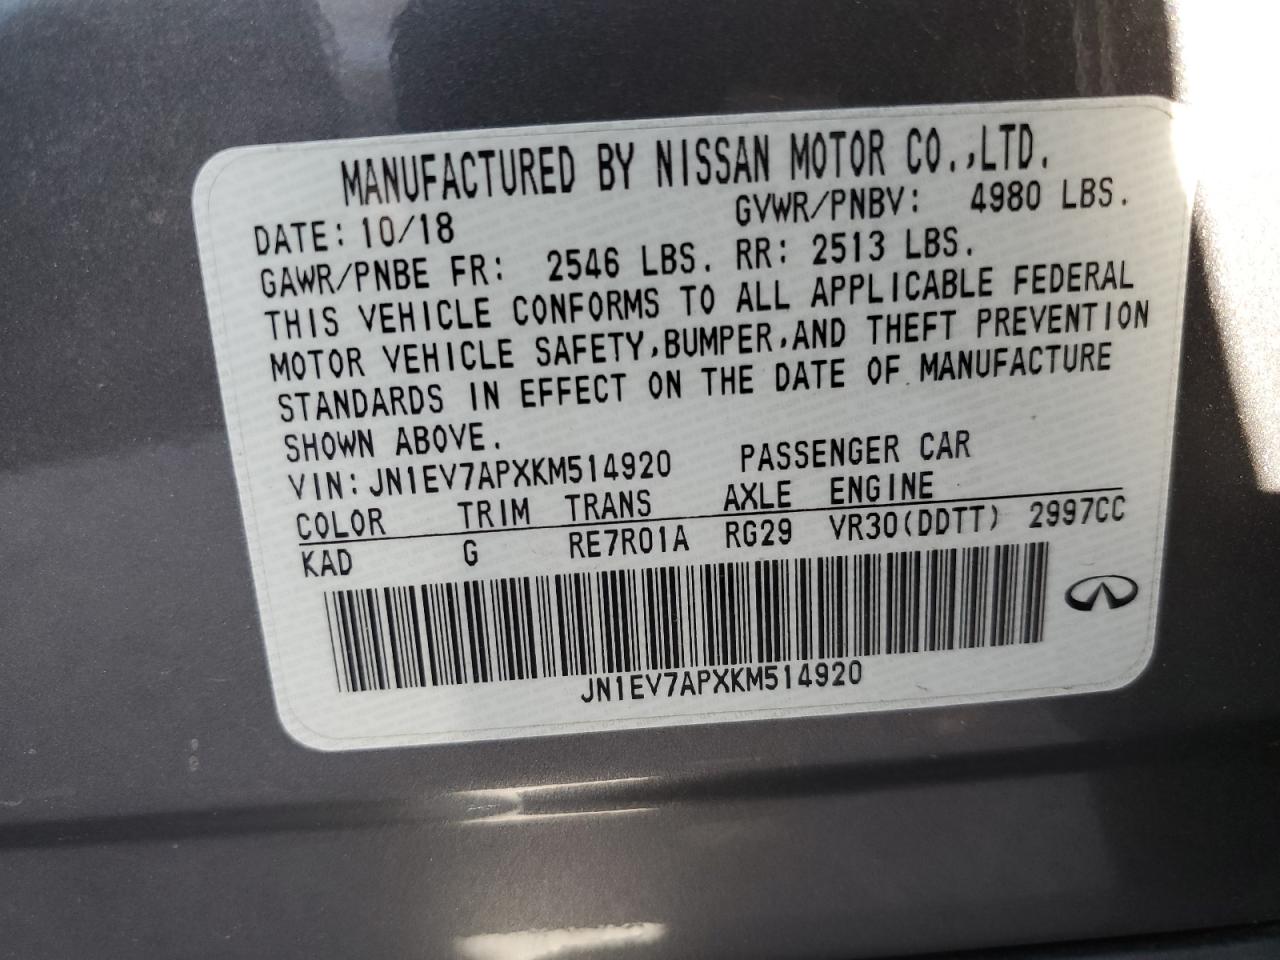 MANUFACTURED BY NISSAN MOTOR CO.,LTD.
DATE: 10/18 GVWR/PNBV: 4980 LBS.
GAWR/PNBE FR: 2546 LBS. RR: 2513 LBS.
THIS VEHICLE CONFORMS TO ALL APPLICABLE FEDERAL
MOTOR VEHICLE SAFETY,BUMPER,AND THEFT PREVENTION
STANDARDS IN EFFECT ON THE DATE OF MANUFACTURE
SHOWN ABOVE.
VIN: JN1EV7APXKM514920 PASSENGER CAR
COLOR TRIM TRANS AXLE ENGINE
KAD G RE7R01A RG29 VR30(DDTT) 2997CC
JN1EV7APXKM514920